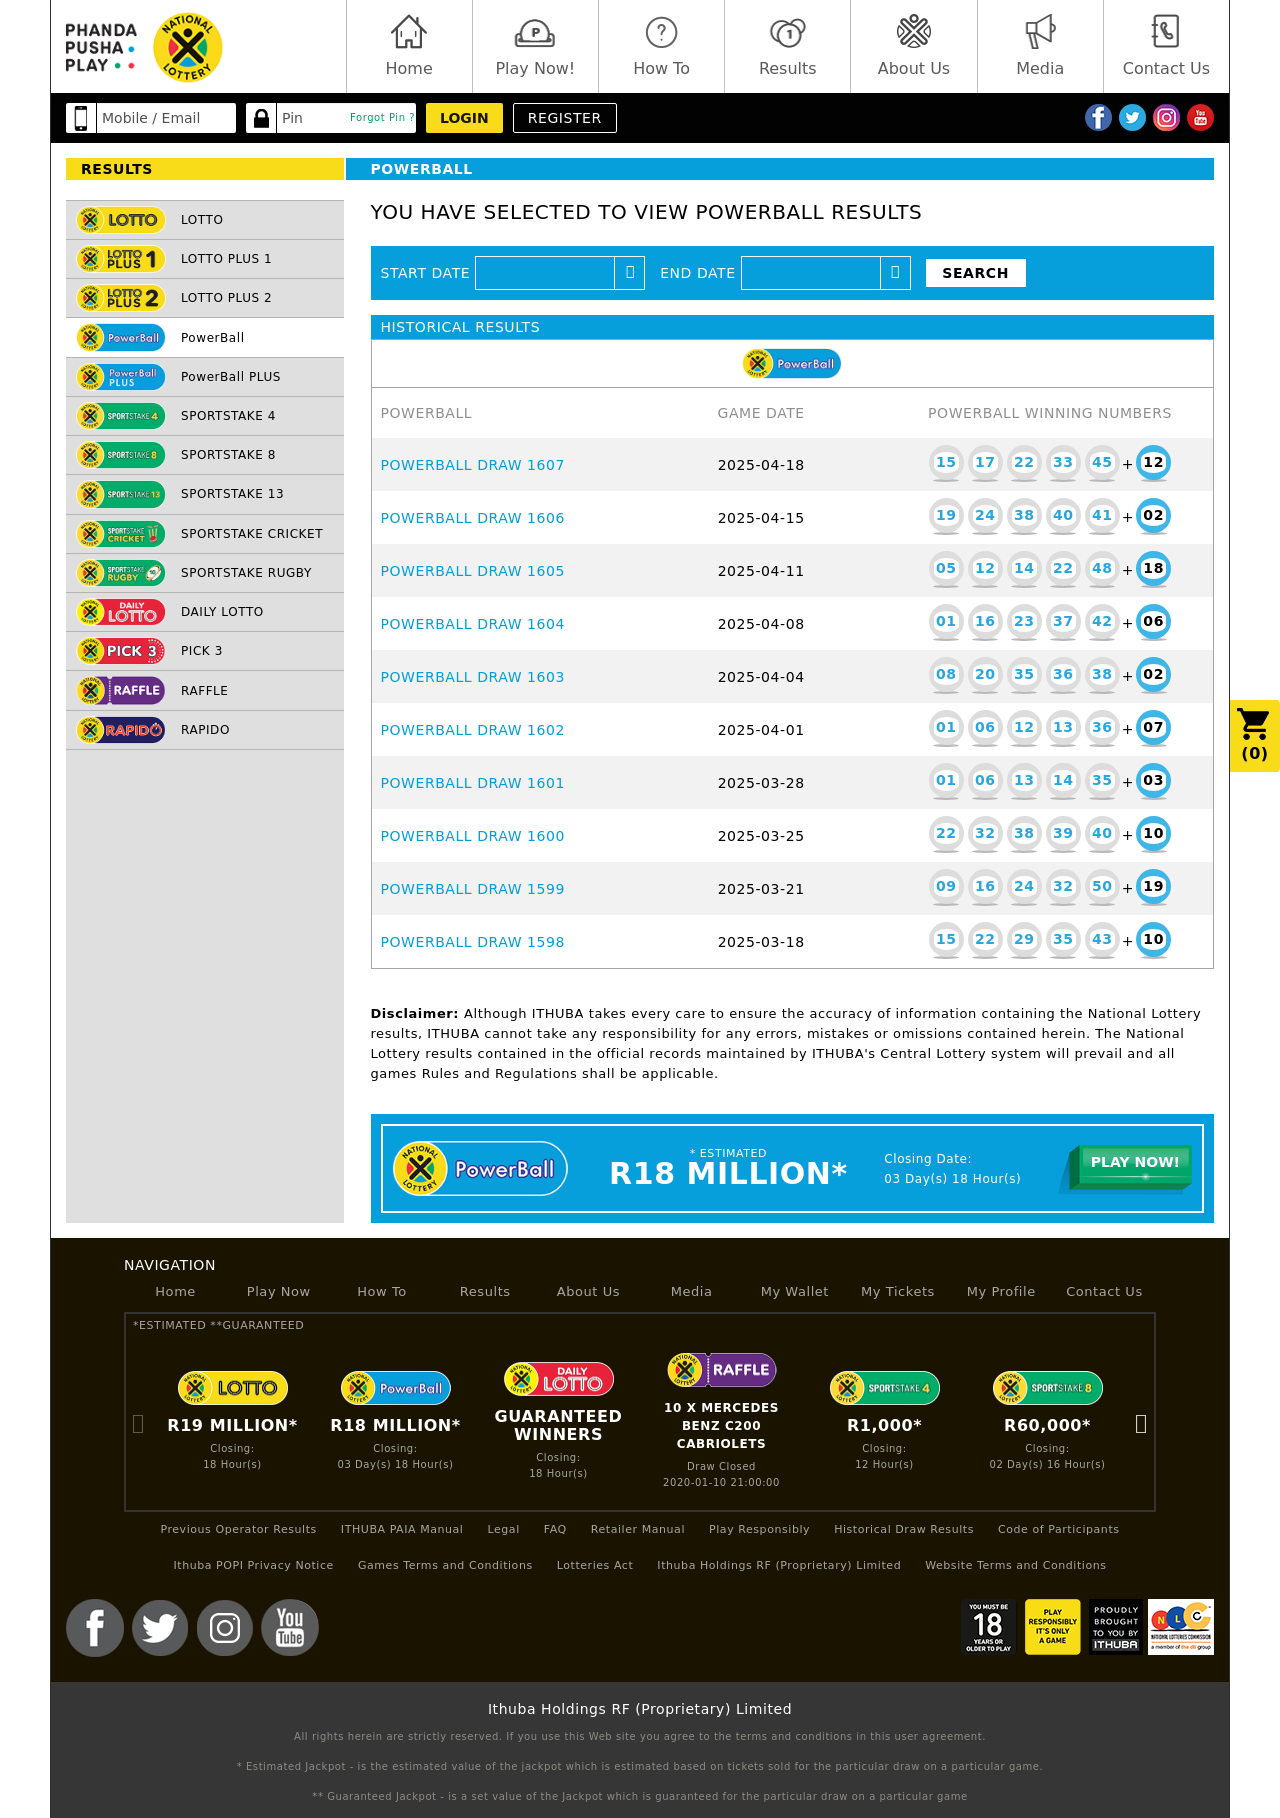 PHANDA
PUSHA
PLAY
NATIONAL
LOTTERY
Home
Play Now!
How To
Results
About Us
Media
Contact Us
Mobile / Email
Pin
Forgot Pin ?
LOGIN
REGISTER
RESULTS
POWERBALL
LOTTO LOTTO
LOTTO PLUS 1 LOTTO PLUS 1
LOTTO PLUS 2 LOTTO PLUS 2
PowerBall PowerBall
PowerBall PLUS PowerBall PLUS
SPORTSTAKE 4 SPORTSTAKE 4
SPORTSTAKE 8 SPORTSTAKE 8
SPORTSTAKE 13 SPORTSTAKE 13
SPORTSTAKE CRICKET SPORTSTAKE CRICKET
SPORTSTAKE RUGBY SPORTSTAKE RUGBY
DAILY LOTTO DAILY LOTTO
PICK 3 PICK 3
RAFFLE RAFFLE
RAPIDO RAPIDO
YOU HAVE SELECTED TO VIEW POWERBALL RESULTS
START DATE
END DATE
SEARCH
HISTORICAL RESULTS
PowerBall
POWERBALL GAME DATE POWERBALL WINNING NUMBERS
POWERBALL DRAW 1607 2025-04-18 15 17 22 33 45 + 12
POWERBALL DRAW 1606 2025-04-15 19 24 38 40 41 + 02
POWERBALL DRAW 1605 2025-04-11 05 12 14 22 48 + 18
POWERBALL DRAW 1604 2025-04-08 01 16 23 37 42 + 06
POWERBALL DRAW 1603 2025-04-04 08 20 35 36 38 + 02
POWERBALL DRAW 1602 2025-04-01 01 06 12 13 36 + 07
POWERBALL DRAW 1601 2025-03-28 01 06 13 14 35 + 03
POWERBALL DRAW 1600 2025-03-25 22 32 38 39 40 + 10
POWERBALL DRAW 1599 2025-03-21 09 16 24 32 50 + 19
POWERBALL DRAW 1598 2025-03-18 15 22 29 35 43 + 10
(0)
Disclaimer: Although ITHUBA takes every care to ensure the accuracy of information containing the National Lottery
results, ITHUBA cannot take any responsibility for any errors, mistakes or omissions contained herein. The National
Lottery results contained in the official records maintained by ITHUBA's Central Lottery system will prevail and all
games Rules and Regulations shall be applicable.
NATIONAL
LOTTERY
PowerBall
* ESTIMATED
R18 MILLION*
Closing Date:
03 Day(s) 18 Hour(s)
PLAY NOW!
NAVIGATION
Home Play Now How To Results About Us Media My Wallet My Tickets My Profile Contact Us
*ESTIMATED **GUARANTEED
LOTTO
R19 MILLION*
Closing:
18 Hour(s)
PowerBall
R18 MILLION*
Closing:
03 Day(s) 18 Hour(s)
DAILY
LOTTO
GUARANTEED
WINNERS
Closing:
18 Hour(s)
RAFFLE
10 X MERCEDES
BENZ C200
CABRIOLETS
Draw Closed
2020-01-10 21:00:00
SPORTSTAKE 4
R1,000*
Closing:
12 Hour(s)
SPORTSTAKE 8
R60,000*
Closing:
02 Day(s) 16 Hour(s)
Previous Operator Results ITHUBA PAIA Manual Legal FAQ Retailer Manual Play Responsibly Historical Draw Results Code of Participants
Ithuba POPI Privacy Notice Games Terms and Conditions Lotteries Act Ithuba Holdings RF (Proprietary) Limited Website Terms and Conditions
You
Tube
YOU MUST BE
18
YEARS OR
OLDER TO PLAY
PLAY
RESPONSIBLY
IT'S ONLY
A GAME
PROUDLY
BROUGHT
TO YOU BY
ITHUBA
NLC
NATIONAL LOTTERIES COMMISSION
a member of the dti group
Ithuba Holdings RF (Proprietary) Limited
All rights herein are strictly reserved. If you use this Web site you agree to the terms and conditions in this user agreement.
* Estimated Jackpot - is the estimated value of the jackpot which is estimated based on tickets sold for the particular draw on a particular game.
** Guaranteed Jackpot - is a set value of the Jackpot which is guaranteed for the particular draw on a particular game